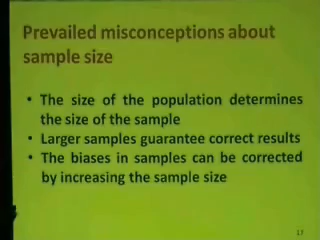 Prevailed misconceptions about
sample size
• The size of the population determines
the size of the sample
• Larger samples guarantee correct results
• The biases in samples can be corrected
by increasing the sample size
17